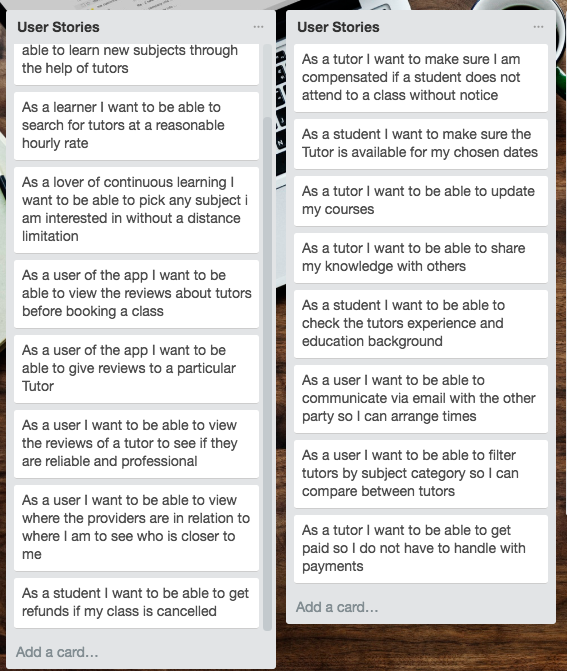 User Stories
able to learn new subjects through
the help of tutors
As a learner I want to be able to
search for tutors at a reasonable
hourly rate
As a lover of continuous learning I
want to be able to pick any subject i
am interested in without a distance
limitation
As a user of the app I want to be
able to view the reviews about tutors
before booking a class
As a user of the app I want to be
able to give reviews to a particular
Tutor
As a user I want to be able to view
the reviews of a tutor to see if they
are reliable and professional
As a user I want to be able to view
where the providers are in relation to
where I am to see who is closer to
me
As a student I want to be able to get
refunds if my class is cancelled
Add a card...
User Stories
As a tutor I want to make sure I am
compensated if a student does not
attend to a class without notice
As a student I want to make sure the
Tutor is available for my chosen dates
As a tutor I want to be able to update
my courses
As a tutor I want to be able to share
my knowledge with others
As a student I want to be able to
check the tutors experience and
education background
As a user I want to be able to
communicate via email with the other
party so I can arrange times
As a user I want to be able to filter
tutors by subject category so I can
compare between tutors
As a tutor I want to be able to get
paid so I do not have to handle with
payments
Add a card...